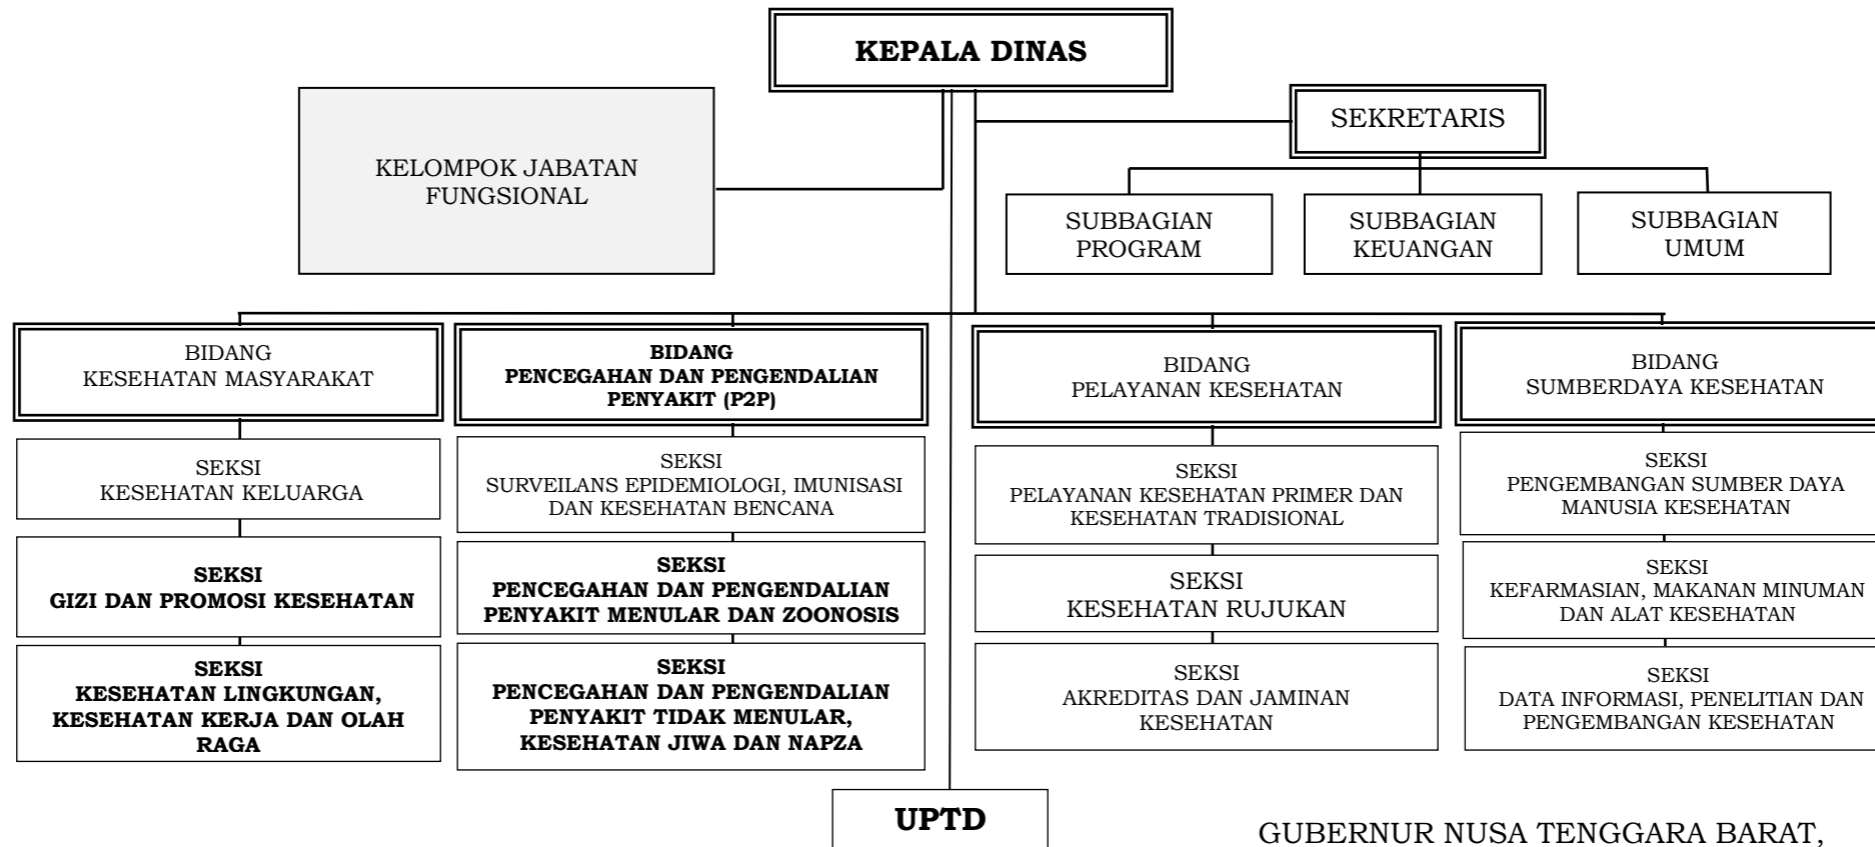 KEPALA DINAS
SEKRETARIS
KELOMPOK JABATAN
FUNGSIONAL
SUBBAGIAN
PROGRAM
SUBBAGIAN
KEUANGAN
SUBBAGIAN
UMUM
BIDANG
KESEHATAN MASYARAKAT
BIDANG
PENCEGAHAN DAN PENGENDALIAN
PENYAKIT (P2P)
BIDANG
PELAYANAN KESEHATAN
BIDANG
SUMBERDAYA KESEHATAN
SEKSI
KESEHATAN KELUARGA
SEKSI
SURVEILANS EPIDEMIOLOGI, IMUNISASI
DAN KESEHATAN BENCANA
SEKSI
PELAYANAN KESEHATAN PRIMER DAN
KESEHATAN TRADISIONAL
SEKSI
PENGEMBANGAN SUMBER DAYA
MANUSIA KESEHATAN
SEKSI
GIZI DAN PROMOSI KESEHATAN
SEKSI
PENCEGAHAN DAN PENGENDALIAN
PENYAKIT MENULAR DAN ZOONOSIS
SEKSI
KESEHATAN RUJUKAN
SEKSI
KEFARMASIAN, MAKANAN MINUMAN
DAN ALAT KESEHATAN
SEKSI
KESEHATAN LINGKUNGAN,
KESEHATAN KERJA DAN OLAH
RAGA
SEKSI
PENCEGAHAN DAN PENGENDALIAN
PENYAKIT TIDAK MENULAR,
KESEHATAN JIWA DAN NAPZA
SEKSI
AKREDITAS DAN JAMINAN
KESEHATAN
SEKSI
DATA INFORMASI, PENELITIAN DAN
PENGEMBANGAN KESEHATAN
UPTD
GUBERNUR NUSA TENGGARA BARAT,